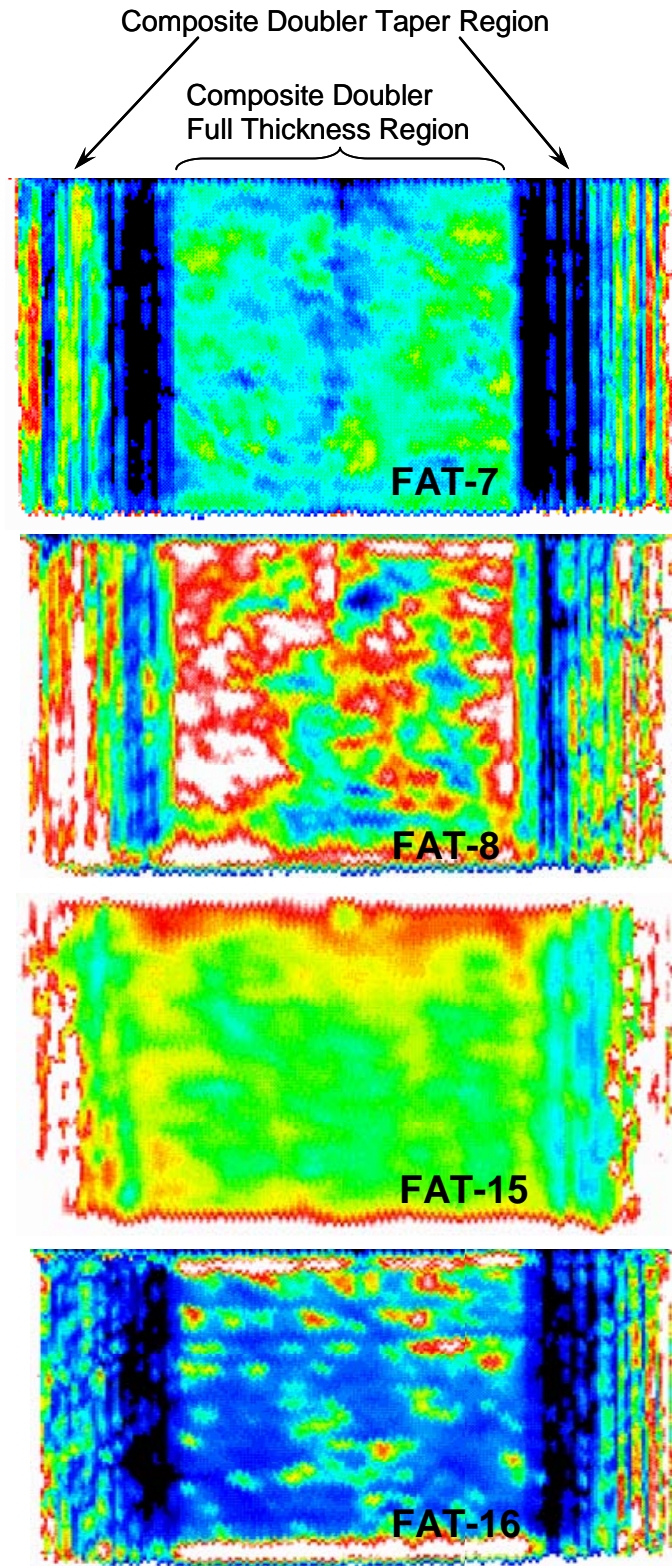 Composite Doubler Taper Region
Composite Doubler
Full Thickness Region
FAT-7
FAT-8
FAT-15
FAT-16